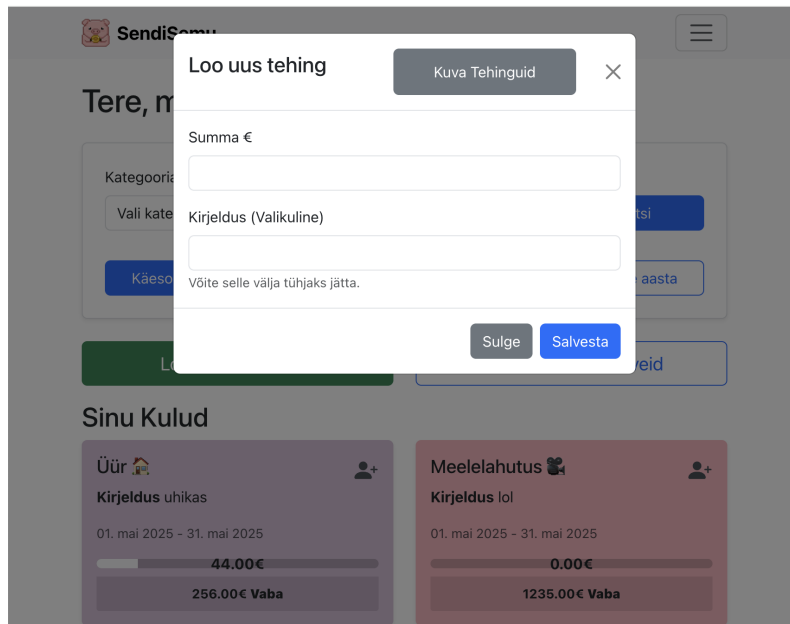 SendiSemu
Loo uus tehing
Kuva Tehinguid
Tere, m
Summa €
Kategooria
Vali kate
tsi
Kirjeldus (Valikuline)
Võite selle välja tühjaks jätta.
Käeso
aasta
Sulge
Salvesta
L
veid
Sinu Kulud
Üür 🏠
Kirjeldus uhikas
01. mai 2025 - 31. mai 2025
44.00€
256.00€ Vaba
Meelelahutus 🎥
Kirjeldus lol
01. mai 2025 - 31. mai 2025
0.00€
1235.00€ Vaba